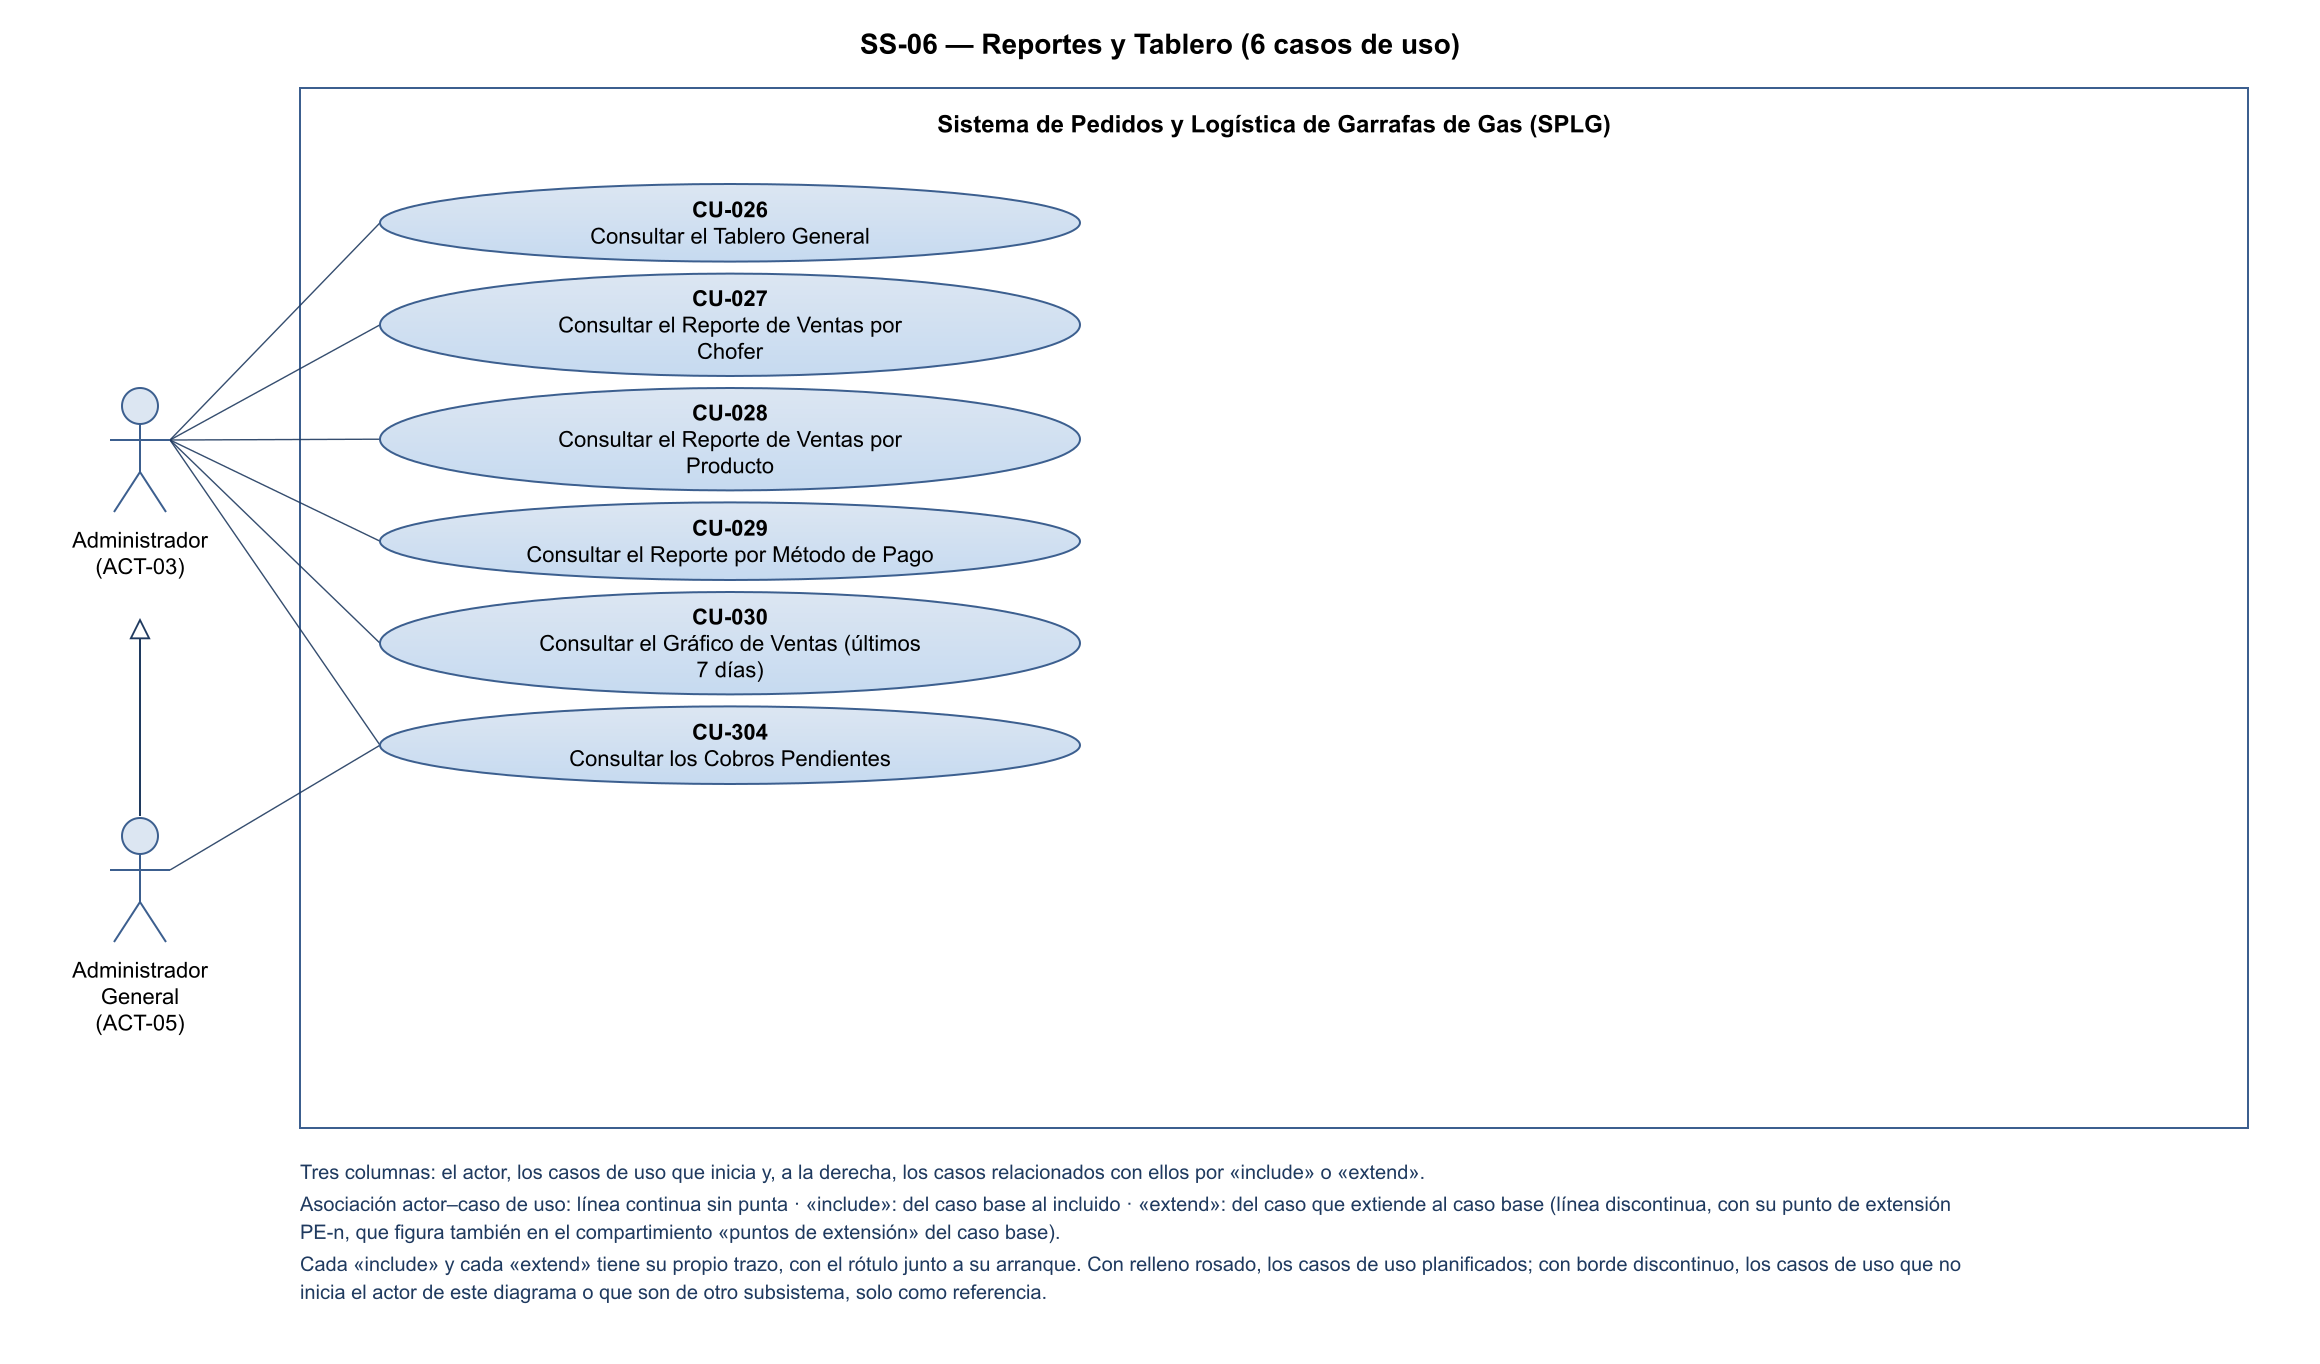 SS-06 — Reportes y Tablero (6 casos de uso)
Sistema de Pedidos y Logística de Garrafas de Gas (SPLG)
CU-026
Consultar el Tablero General
CU-027
Consultar el Reporte de Ventas por
Chofer
CU-028
Consultar el Reporte de Ventas por
Producto
CU-029
Consultar el Reporte por Método de Pago
CU-030
Consultar el Gráfico de Ventas (últimos
7 días)
CU-304
Consultar los Cobros Pendientes
Administrador
(ACT-03)
Administrador
General
(ACT-05)
Tres columnas: el actor, los casos de uso que inicia y, a la derecha, los casos relacionados con ellos por «include» o «extend».
Asociación actor–caso de uso: línea continua sin punta · «include»: del caso base al incluido · «extend»: del caso que extiende al caso base (línea discontinua, con su punto de extensión
PE-n, que figura también en el compartimiento «puntos de extensión» del caso base).
Cada «include» y cada «extend» tiene su propio trazo, con el rótulo junto a su arranque. Con relleno rosado, los casos de uso planificados; con borde discontinuo, los casos de uso que no
inicia el actor de este diagrama o que son de otro subsistema, solo como referencia.